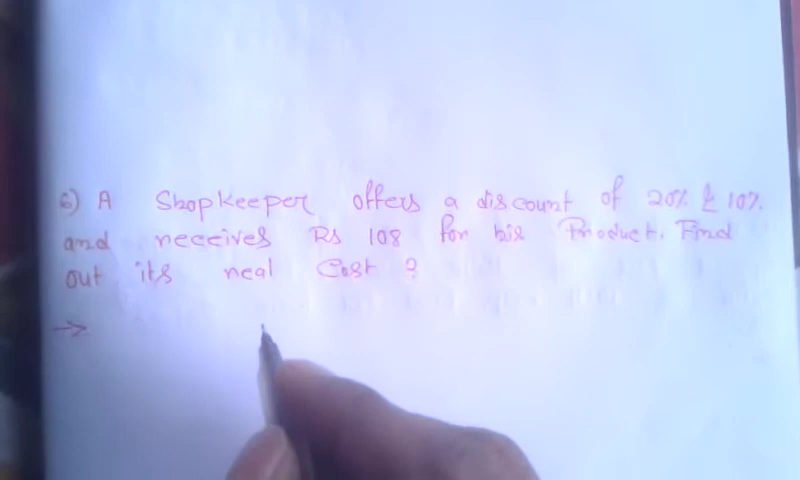 6) A Shopkeeper offers a discount of 20% & 10%.
and receives Rs 108 for his Product. Find
out its real Cost ?
→